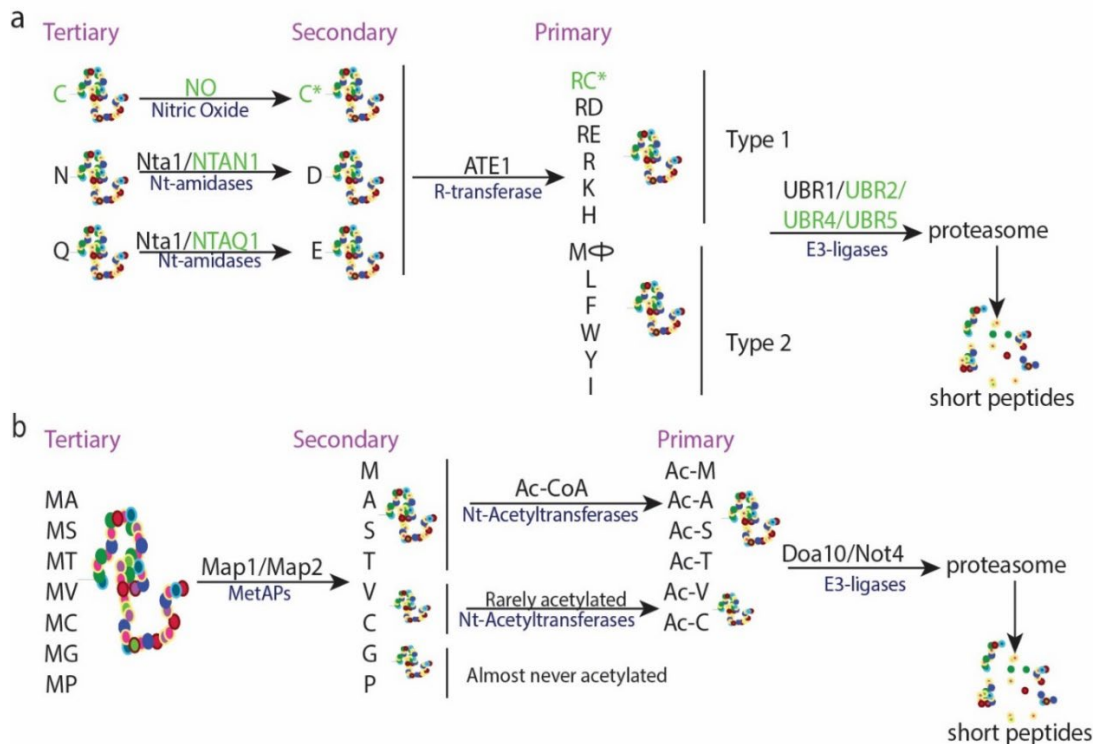 a
Tertiary
Secondary
Primary
C
NO
Nitric Oxide
C*
N
Nta1/NTAN1
Nt-amidases
D
Q
Nta1/NTAQ1
Nt-amidases
E
ATE1
R-transferase
RC*
RD
RE
R
K
H
MΦ
L
F
W
Y
I
Type 1
Type 2
UBR1/UBR2/
UBR4/UBR5
E3-ligases
proteasome
short peptides
b
Tertiary
Secondary
Primary
MA
MS
MT
MV
MC
MG
MP
Map1/Map2
MetAPs
M
A
S
T
V
C
G
P
Ac-CoA
Nt-Acetyltransferases
Rarely acetylated
Nt-Acetyltransferases
Almost never acetylated
Ac-M
Ac-A
Ac-S
Ac-T
Ac-V
Ac-C
Doa10/Not4
E3-ligases
proteasome
short peptides